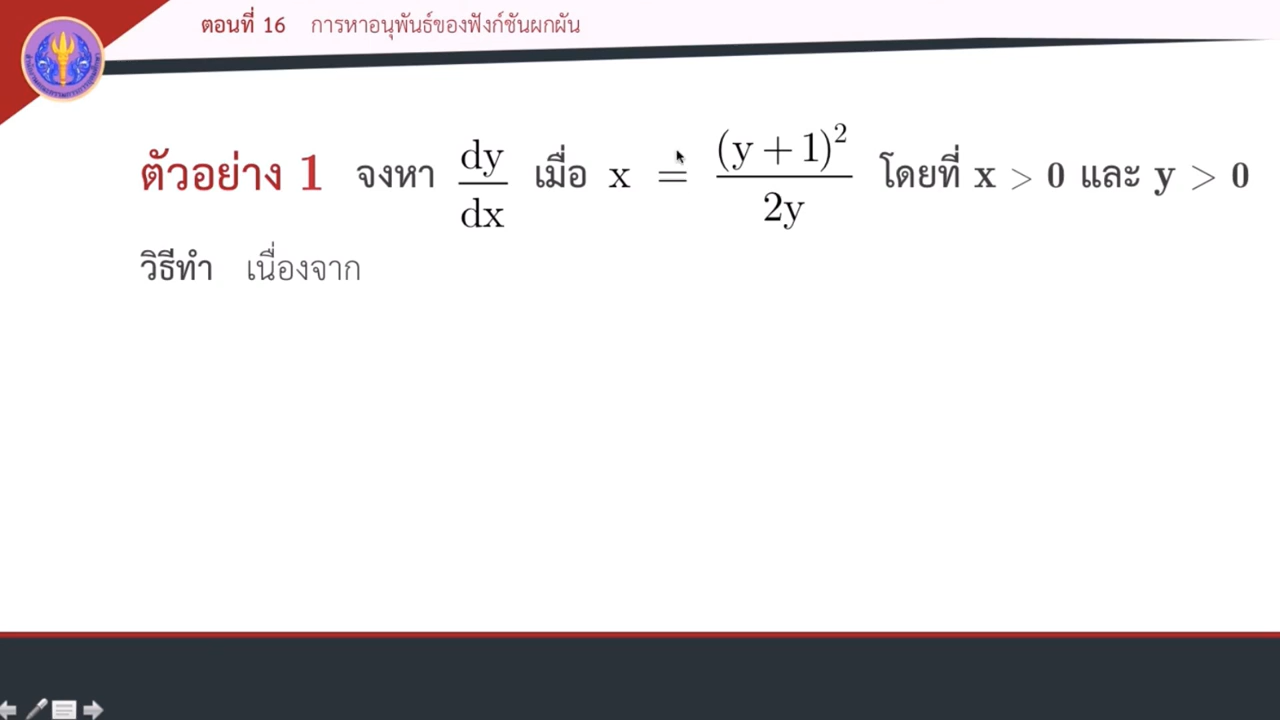 ตอนที่ 16 การหาอนุพันธ์ของฟังก์ชันผกผัน
ตัวอย่าง 1 จงหา dy/dx เมื่อ x = (y + 1)²/2y โดยที่ x > 0 และ y > 0
วิธีทำ เนื่องจาก